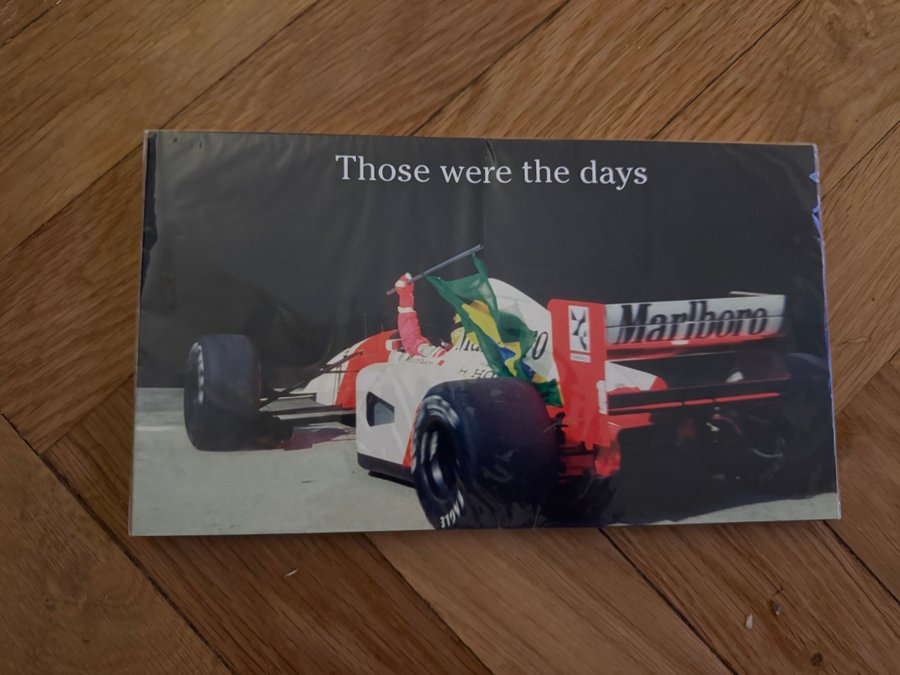 Those were the days
Marlboro